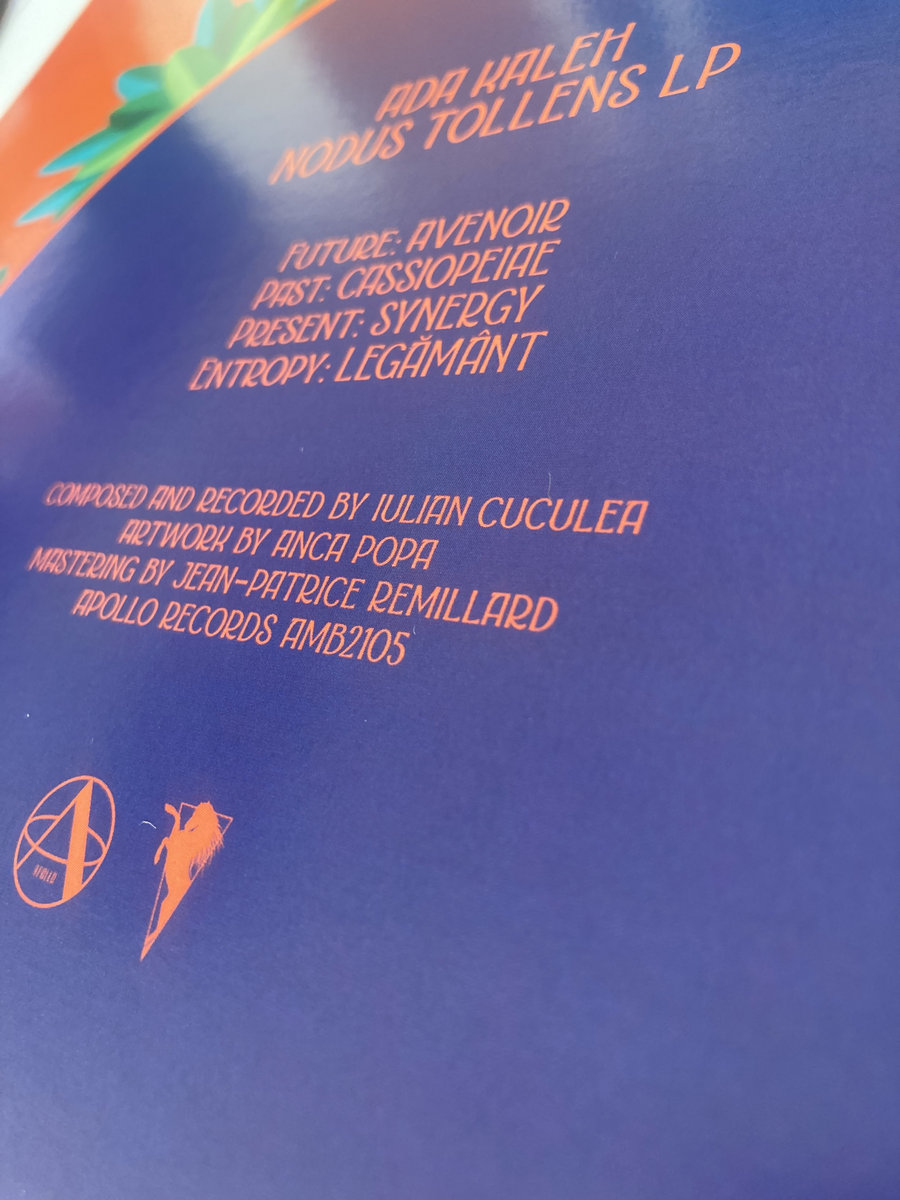 ADA KALEH
NODUS TOLLENS LP
FUTURE: AVENOIR
PAST: CASSIOPEIAE
PRESENT: SYNERGY
ENTROPY: LEGĂMÂNT
COMPOSED AND RECORDED BY IULIAN CUCULEA
ARTWORK BY ANCA POPA
MASTERING BY JEAN-PATRICE REMILLARD
APOLLO RECORDS AMB2105
A
APOLLO